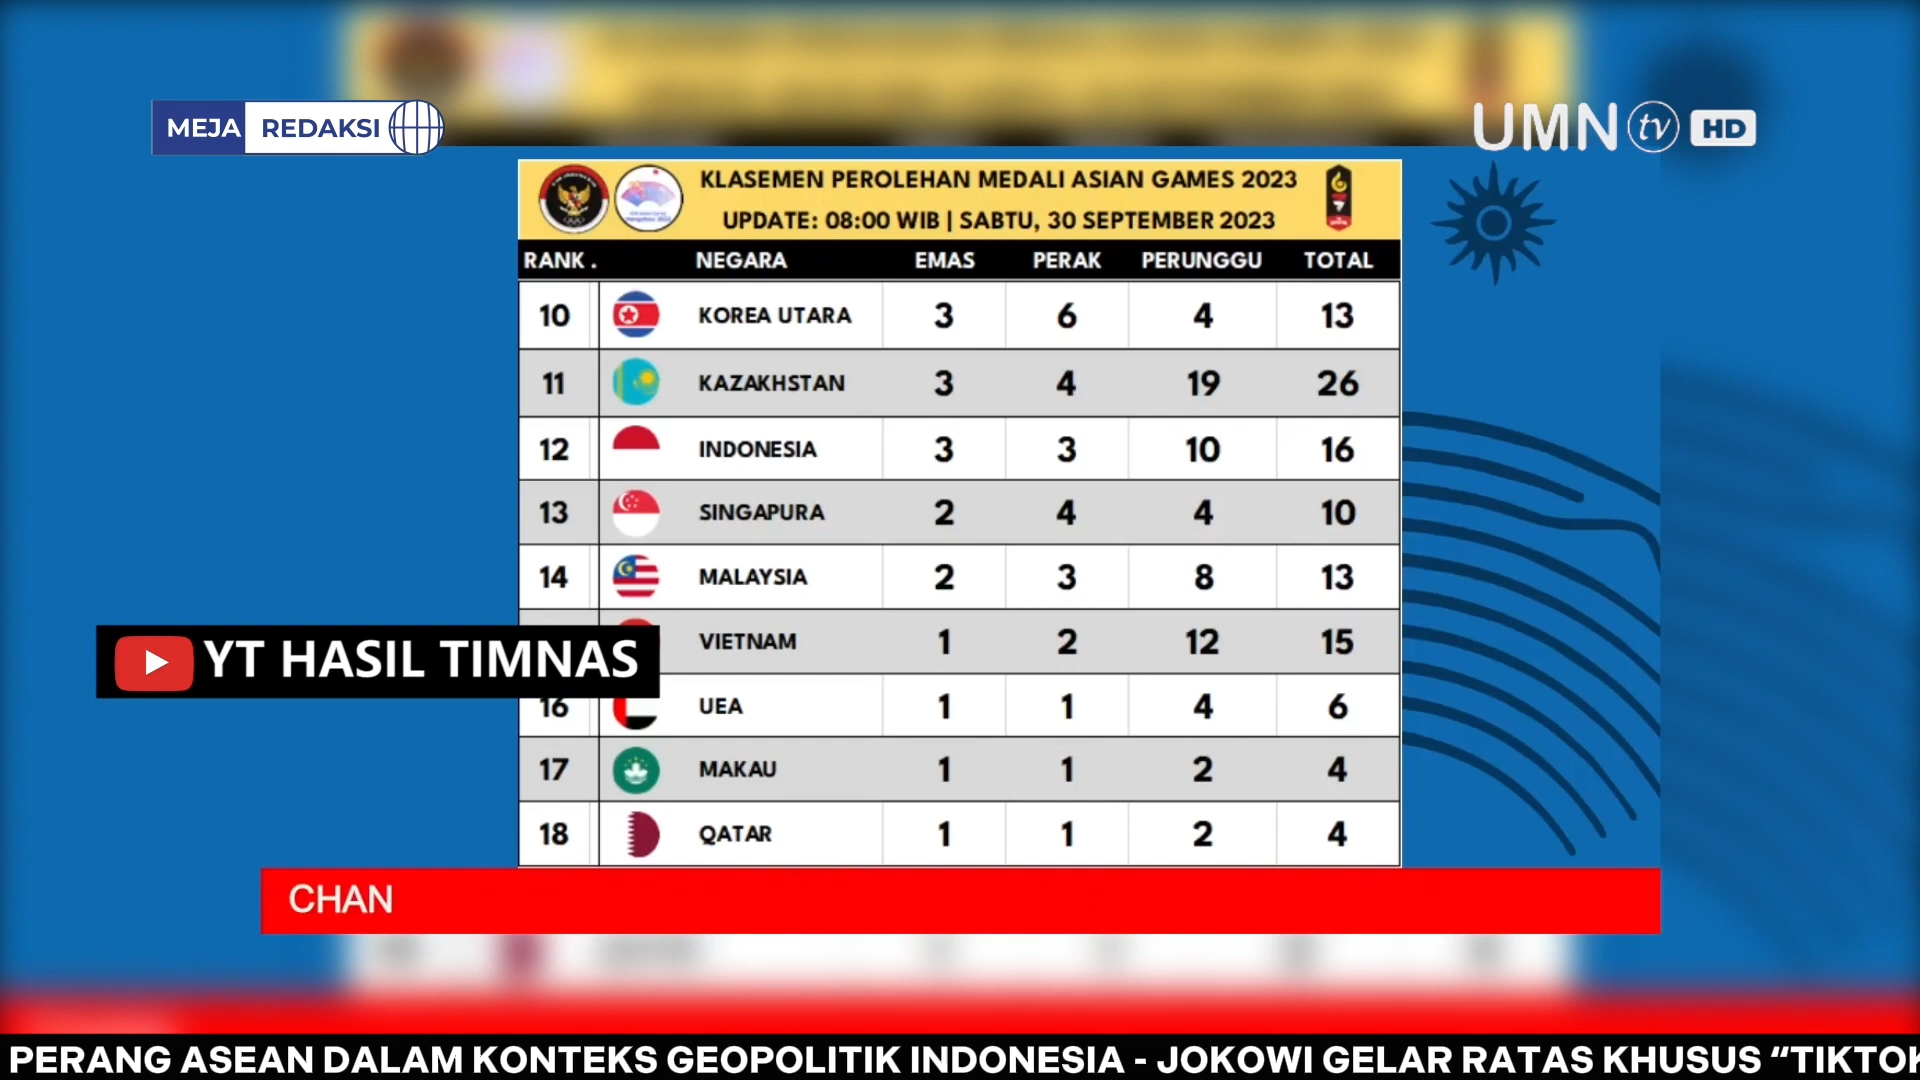 MEJA REDAKSI
UMN tv HD
KLASEMEN PEROLEHAN MEDALI ASIAN GAMES 2023
UPDATE: 08:00 WIB | SABTU, 30 SEPTEMBER 2023
RANK . NEGARA EMAS PERAK PERUNGGU TOTAL
10 KOREA UTARA 3 6 4 13
11 KAZAKHSTAN 3 4 19 26
12 INDONESIA 3 3 10 16
13 SINGAPURA 2 4 4 10
14 MALAYSIA 2 3 8 13
VIETNAM 1 2 12 15
YT HASIL TIMNAS
16 UEA 1 1 4 6
17 MAKAU 1 1 2 4
18 QATAR 1 1 2 4
CHAN
PERANG ASEAN DALAM KONTEKS GEOPOLITIK INDONESIA - JOKOWI GELAR RATAS KHUSUS “TIKTOK